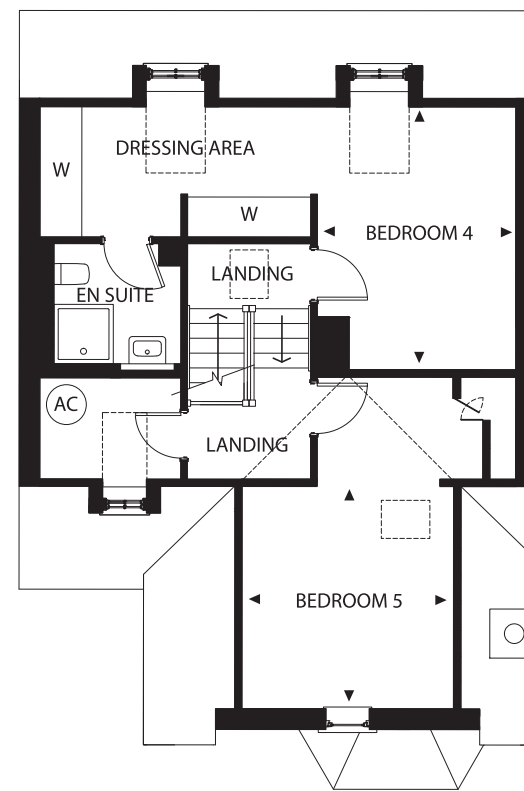 DRESSING AREA
W
W
BEDROOM 4
LANDING
EN SUITE
AC
LANDING
BEDROOM 5